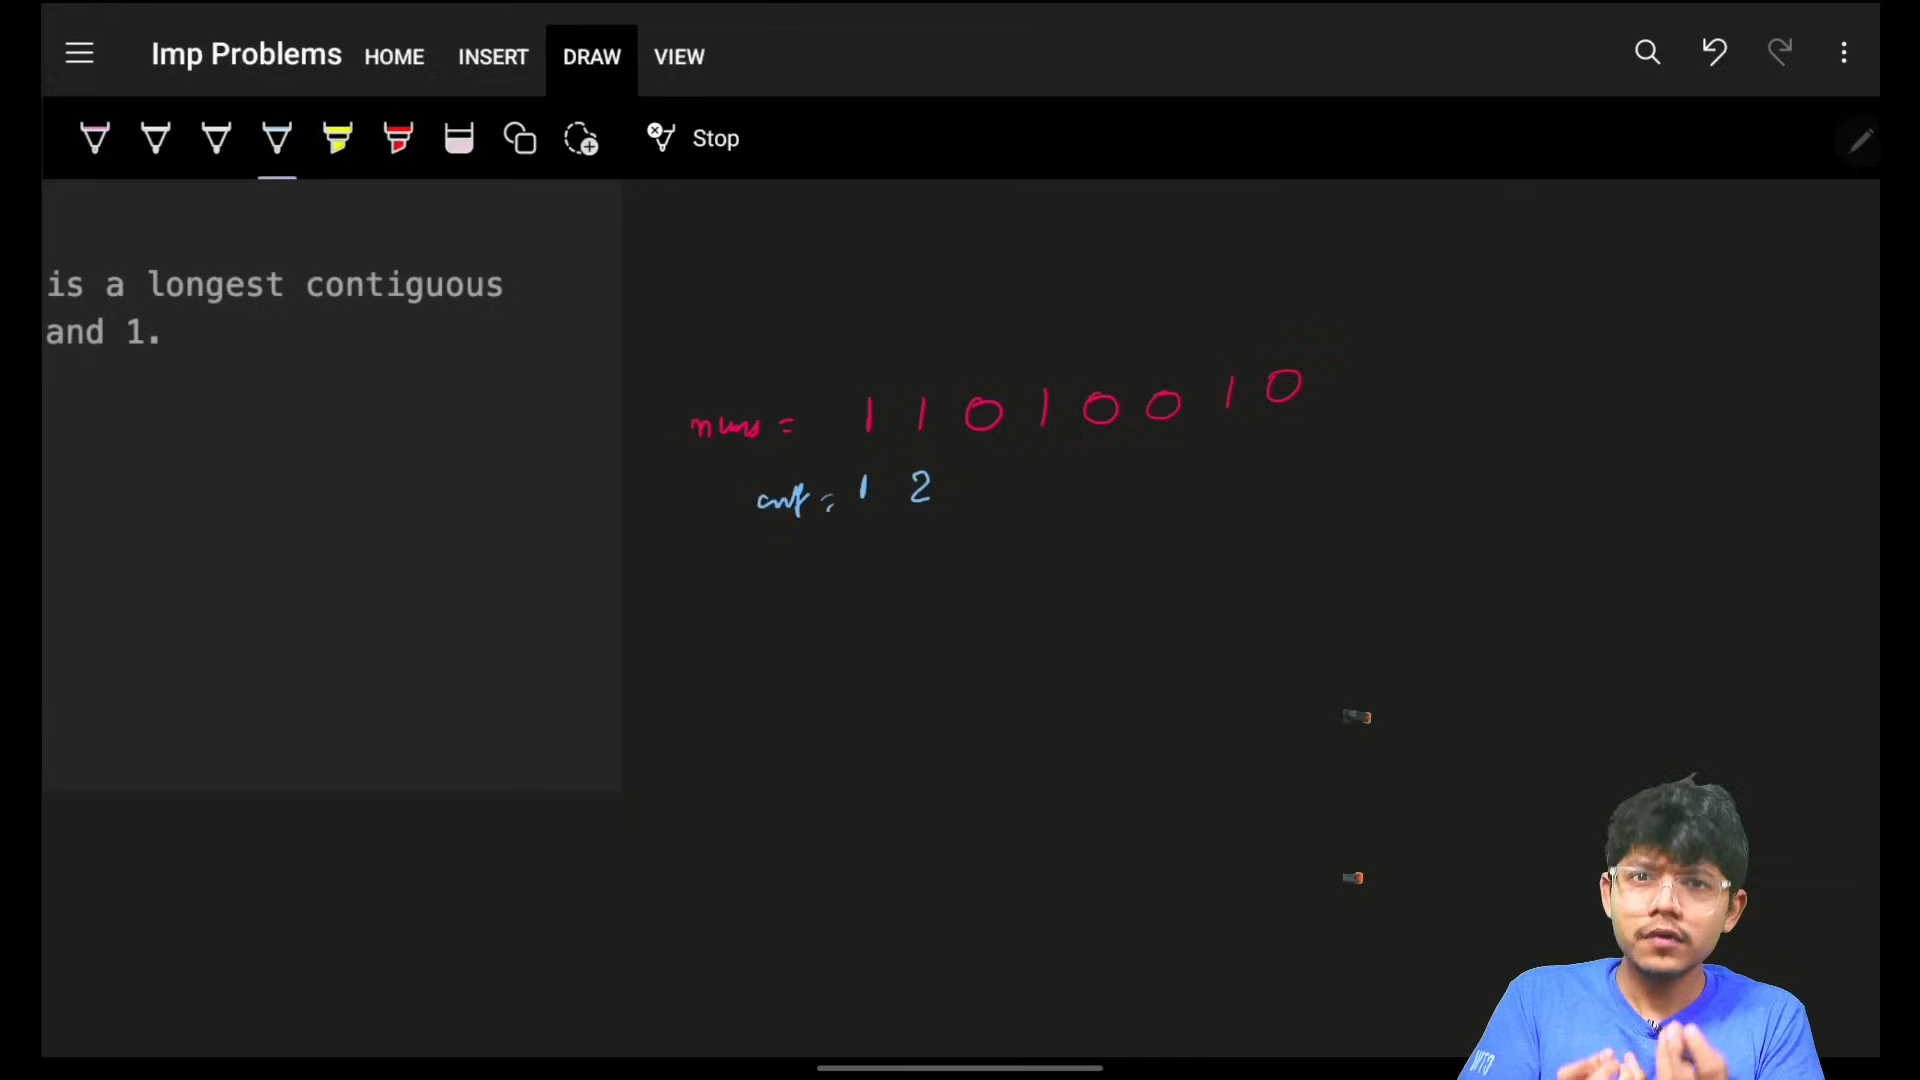 Imp Problems HOME INSERT DRAW VIEW
Stop
is a longest contiguous
and 1.
nums = 1 1 0 1 0 0 1 0
cnt = 1 2